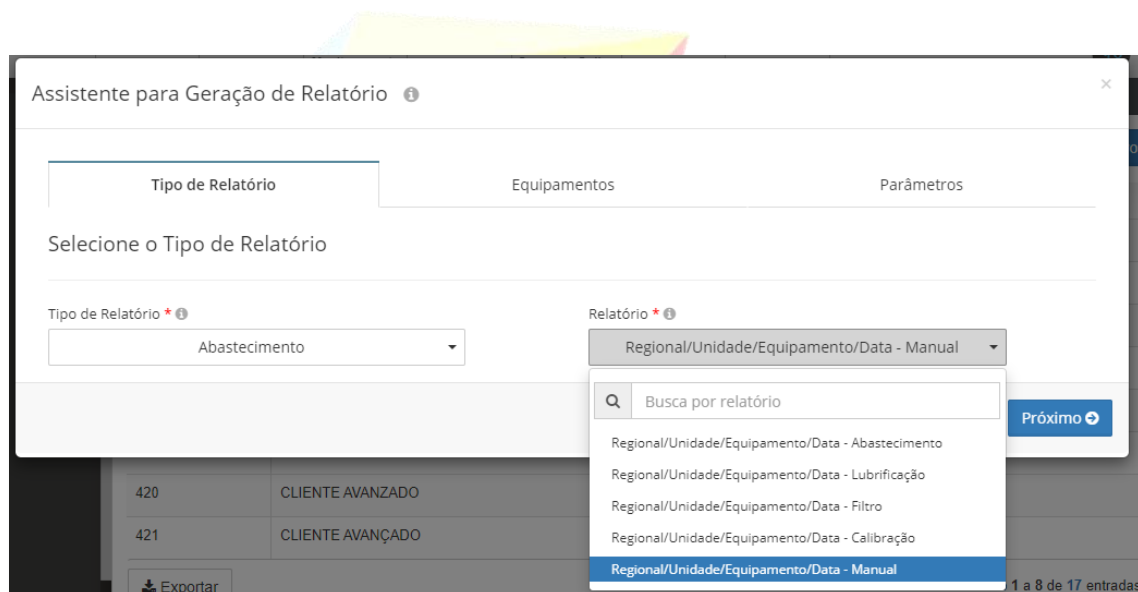 Assistente para Geração de Relatório
×
Tipo de Relatório
Equipamentos
Parâmetros
Selecione o Tipo de Relatório
Tipo de Relatório *
Relatório *
Abastecimento
Regional/Unidade/Equipamento/Data - Manual
Busca por relatório
Próximo
Regional/Unidade/Equipamento/Data - Abastecimento
Regional/Unidade/Equipamento/Data - Lubrificação
Regional/Unidade/Equipamento/Data - Filtro
Regional/Unidade/Equipamento/Data - Calibração
Regional/Unidade/Equipamento/Data - Manual
420 CLIENTE AVANZADO
421 CLIENTE AVANÇADO
Exportar
1 a 8 de 17 entradas